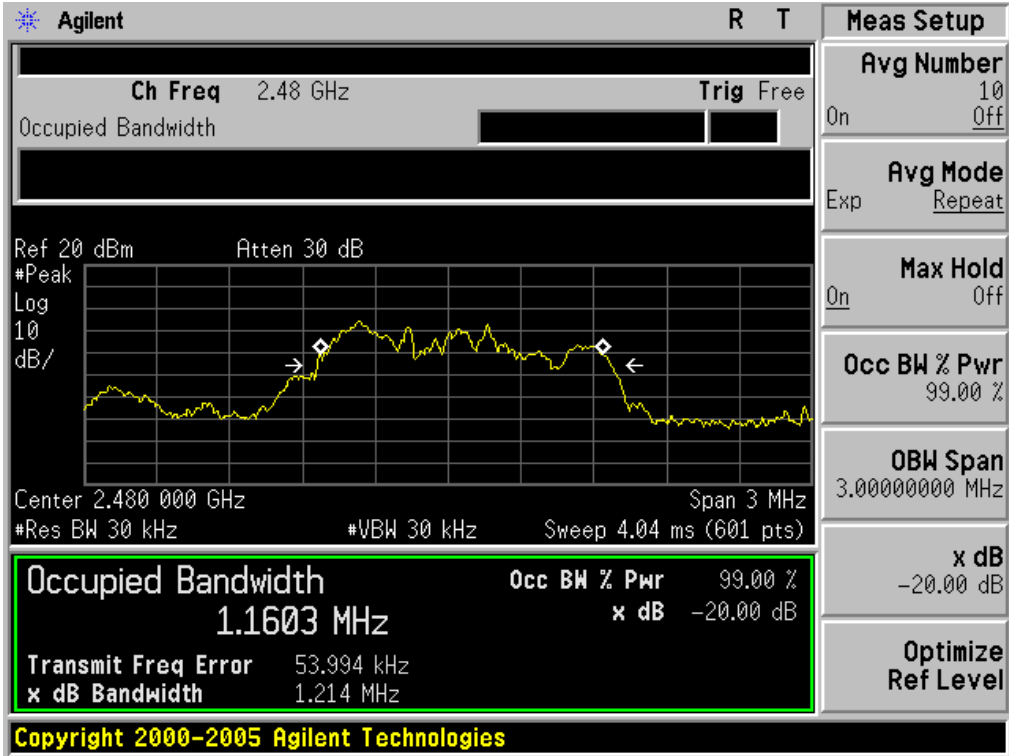 Agilent R T
Ch Freq 2.48 GHz Trig Free
Occupied Bandwidth
Ref 20 dBm Atten 30 dB
#Peak
Log
10
dB/
Center 2.480 000 GHz Span 3 MHz
#Res BW 30 kHz #VBW 30 kHz Sweep 4.04 ms (601 pts)
Occupied Bandwidth Occ BW % Pwr 99.00 %
1.1603 MHz x dB -20.00 dB
Transmit Freq Error 53.994 kHz
x dB Bandwidth 1.214 MHz
Copyright 2000-2005 Agilent Technologies
Meas Setup
Avg Number
10
On Off
Avg Mode
Exp Repeat
Max Hold
On Off
Occ BW % Pwr
99.00 %
OBW Span
3.00000000 MHz
x dB
-20.00 dB
Optimize
Ref Level